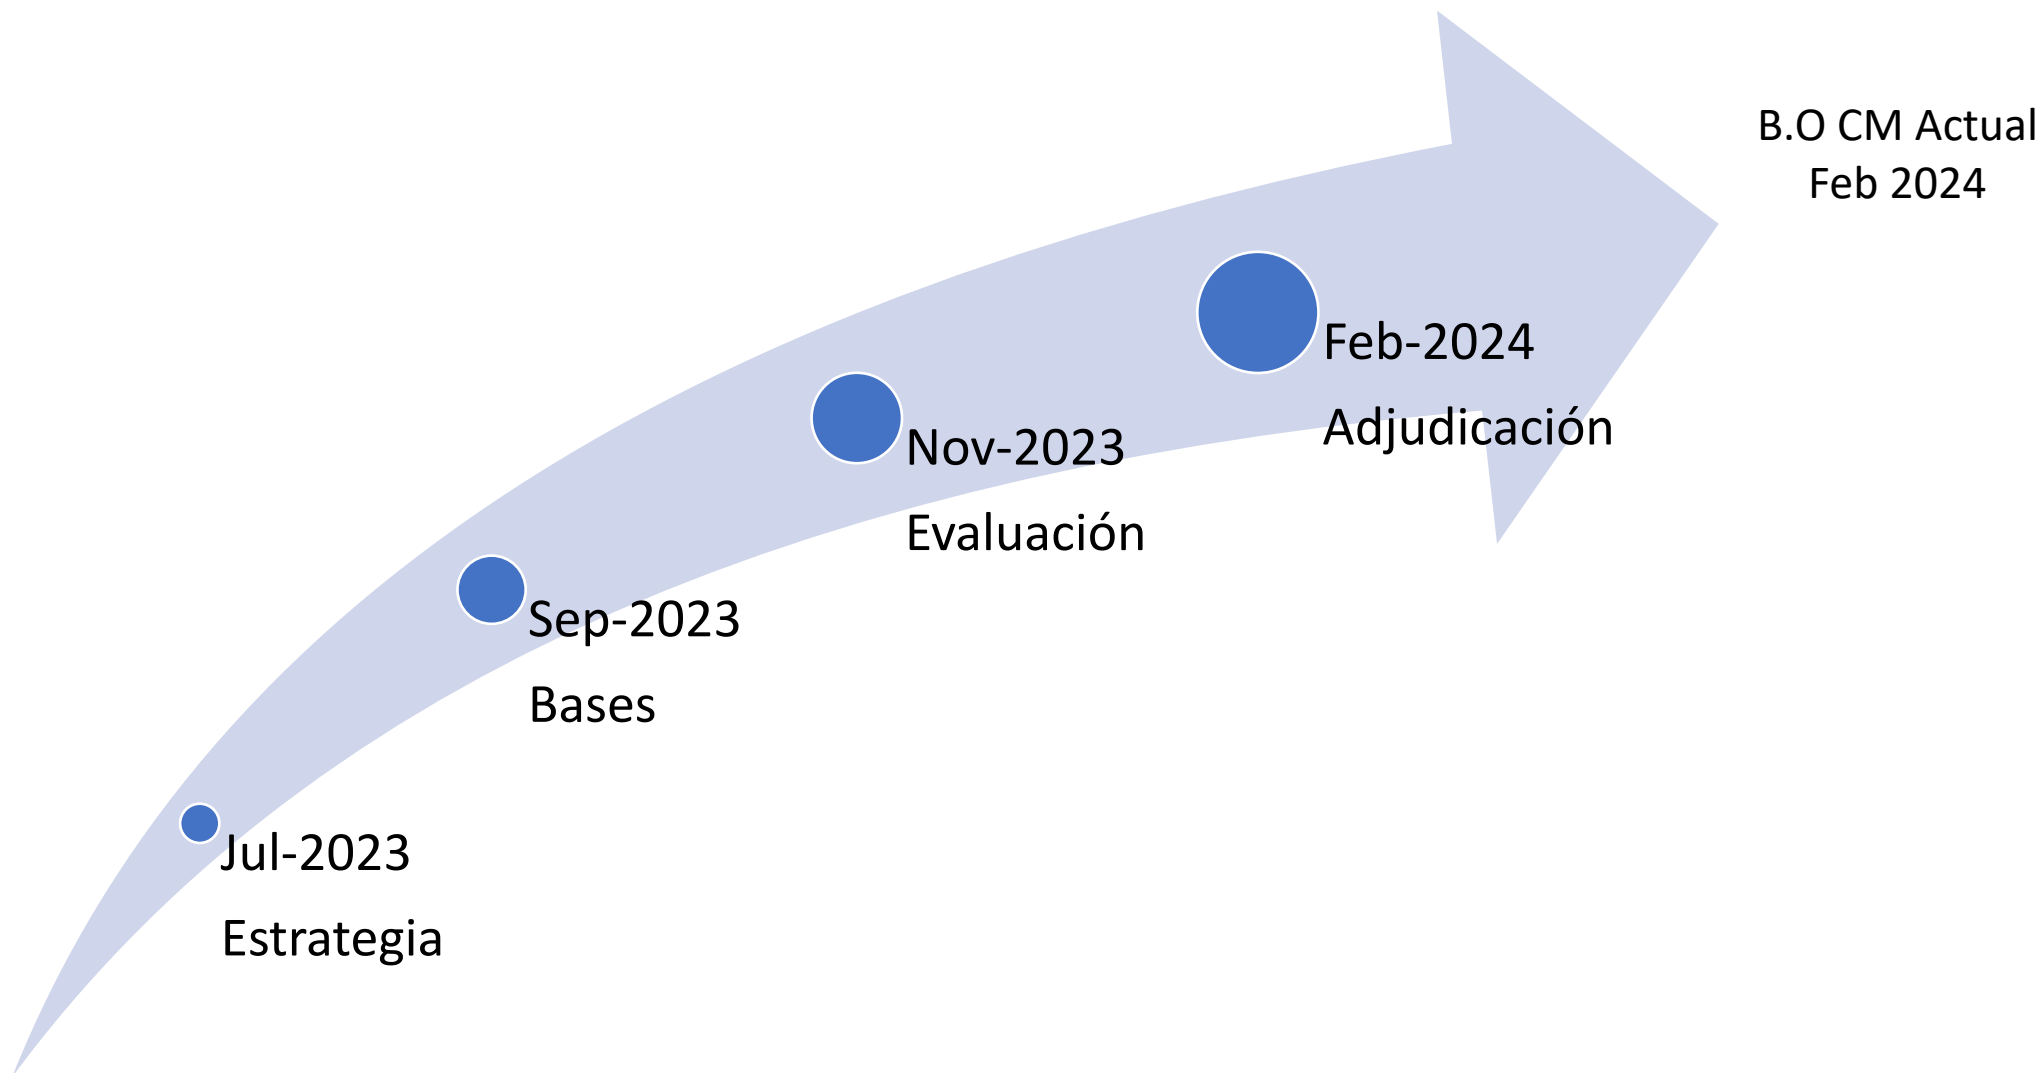 B.O CM Actual
Feb 2024
Feb-2024
Adjudicación
Nov-2023
Evaluación
Sep-2023
Bases
Jul-2023
Estrategia